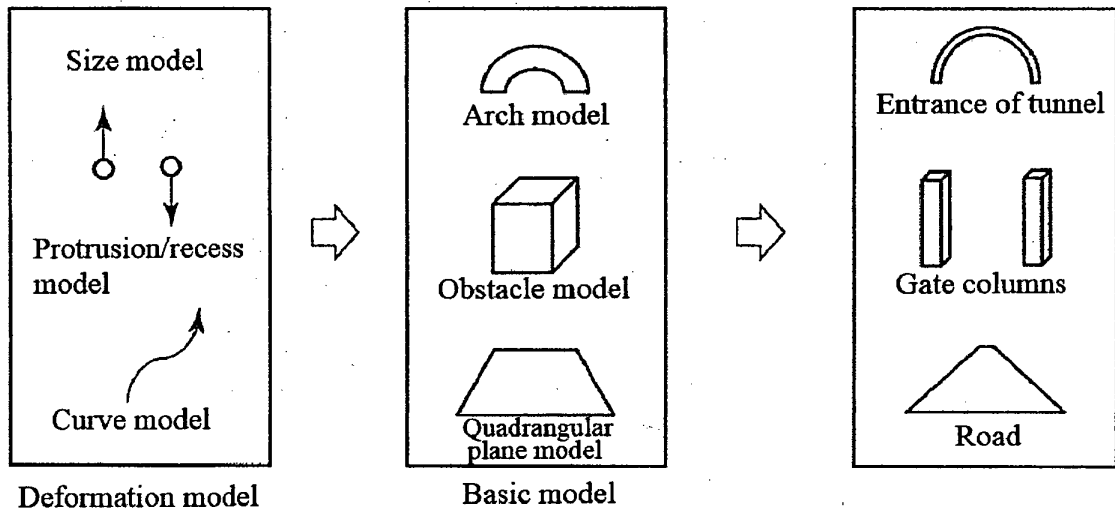 Size model
Protrusion/recess
model
Curve model
Deformation model
Arch model
Obstacle model
Quadrangular
plane model
Basic model
Entrance of tunnel
Gate columns
Road